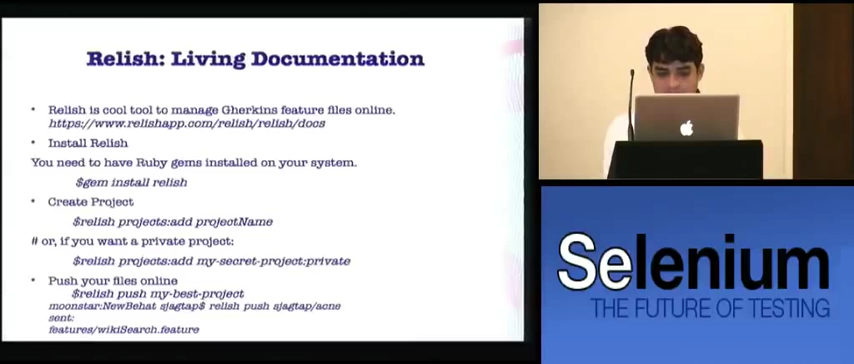 Relish: Living Documentation
• Relish is cool tool to manage Gherkins feature files online.
https://www.relishapp.com/relish/relish/docs
• Install Relish
You need to have Ruby gems installed on your system.
$gem install relish
• Create Project
$relish projects:add projectName
# or, if you want a private project:
$relish projects:add my-secret-project:private
• Push your files online
$relish push my-best-project
moonstar:NewBehat sjagtap$ relish push sjagtap/acne
sent:
features/wikiSearch.feature
Selenium
THE FUTURE OF TESTING